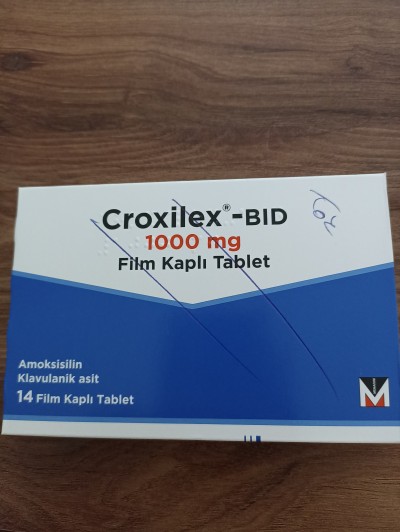 Croxilex®-BID
1000 mg
Film Kaplı Tablet
Amoksisilin
Klavulanik asit
14 Film Kaplı Tablet